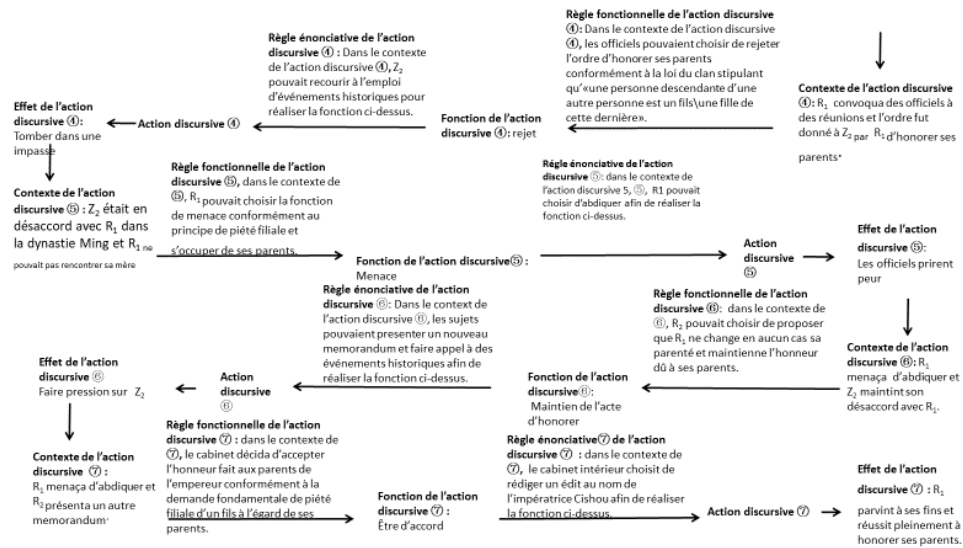 Règle fonctionnelle de l'action discursive
④: Dans le contexte de l'action discursive
④, les officiels pouvaient choisir de rejeter
l'ordre d'honorer ses parents
conformément à la loi du clan stipulant
qu'«une personne descendante d'une
autre personne est un fils\une fille de
cette dernière».
Règle énonciative de l'action
discursive ④ : Dans le contexte
de l'action discursive ④, Z2
pouvait recourir à l'emploi
d'événements historiques pour
réaliser la fonction ci-dessus.
Contexte de l'action discursive
④: R1 convoqua des officiels à
des réunions et l'ordre fut
donné à Z2 par R1 d'honorer ses
parents.
Fonction de l'action
discursive ④: rejet
Action discursive ④
Effet de l'action
discursive ④:
Tomber dans une
impasse
Contexte de l'action
discursive ⑤ : Z2 était en
désaccord avec R1 dans
la dynastie Ming et R1 ne
pouvait pas rencontrer sa mère
Règle fonctionnelle de l'action
discursive ⑤, dans le contexte de
⑤, R1 pouvait choisir la fonction
de menace conformément au
principe de piété filiale et
s'occuper de ses parents.
Fonction de l'action discursive⑤ :
Menace
Régle énonciative de l'action
discursive ⑤: dans le contexte de
l'action discursive 5, ⑤, R1 pouvait
choisir d'abdiquer afin de réaliser la
fonction ci-dessus.
Action
discursive
⑤
Effet de l'action
discursive ⑤:
Les officiels prirent
peur
Contexte de l'action
discursive ⑥: R1
menaça d'abdiquer et
Z2 maintint son
désaccord avec R1.
Règle fonctionnelle de l'action
discursive ⑥: dans le contexte de
⑥, R2 pouvait choisir de proposer
que R1 ne change en aucun cas sa
parenté et maintienne l'honneur
dû à ses parents.
Fonction de l'action
discursive⑥:
Maintien de l'acte
d'honorer
Règle énonciative de l'action
discursive ⑥: Dans le context de
l'action discursive ⑥, les sujets
pouvaient presenter un nouveau
memorandum et faire appel à des
événements historiques afin de
réaliser la fonction ci-dessus.
Action
discursive
⑥
Effet de l'action
discursive ⑥
Faire pression sur Z2
Contexte de l'action
discursive ⑦ :
R1 menaça d'abdiquer et
R2 présenta un autre
memorandum.
Règle fonctionnelle de l'action
discursive ⑦ : dans le contexte de
⑦, le cabinet décida d'accepter
l'honneur fait aux parents de
l'empereur conformément à la
demande fondamentale de piété
filiale d'un fils à l'égard de ses
parents.
Fonction de l'action
discursive ⑦ :
Être d'accord
Règle énonciative⑦ de l'action
discursive ⑦ : dans le contexte de
⑦, le cabinet intérieur choisit de
rédiger un édit au nom de
l'impératrice Cishou afin de réaliser
la fonction ci-dessus.
Action discursive ⑦
Effet de l'action
discursive ⑦ : R1
parvint à ses fins et
réussit pleinement à
honorer ses parents.